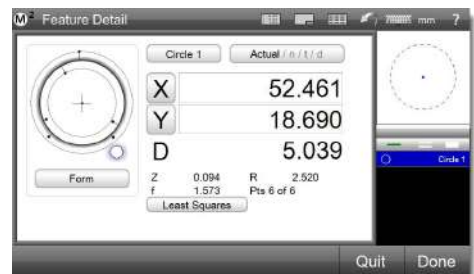 M² Feature Detail mm ?
Circle 1 Actual / n / t / d
X 52.461
Y 18.690
D 5.039
Z 0.094 R 2.520
f 1.573 Pts 6 of 6
Form
Least Squares
Circle 1
Quit Done